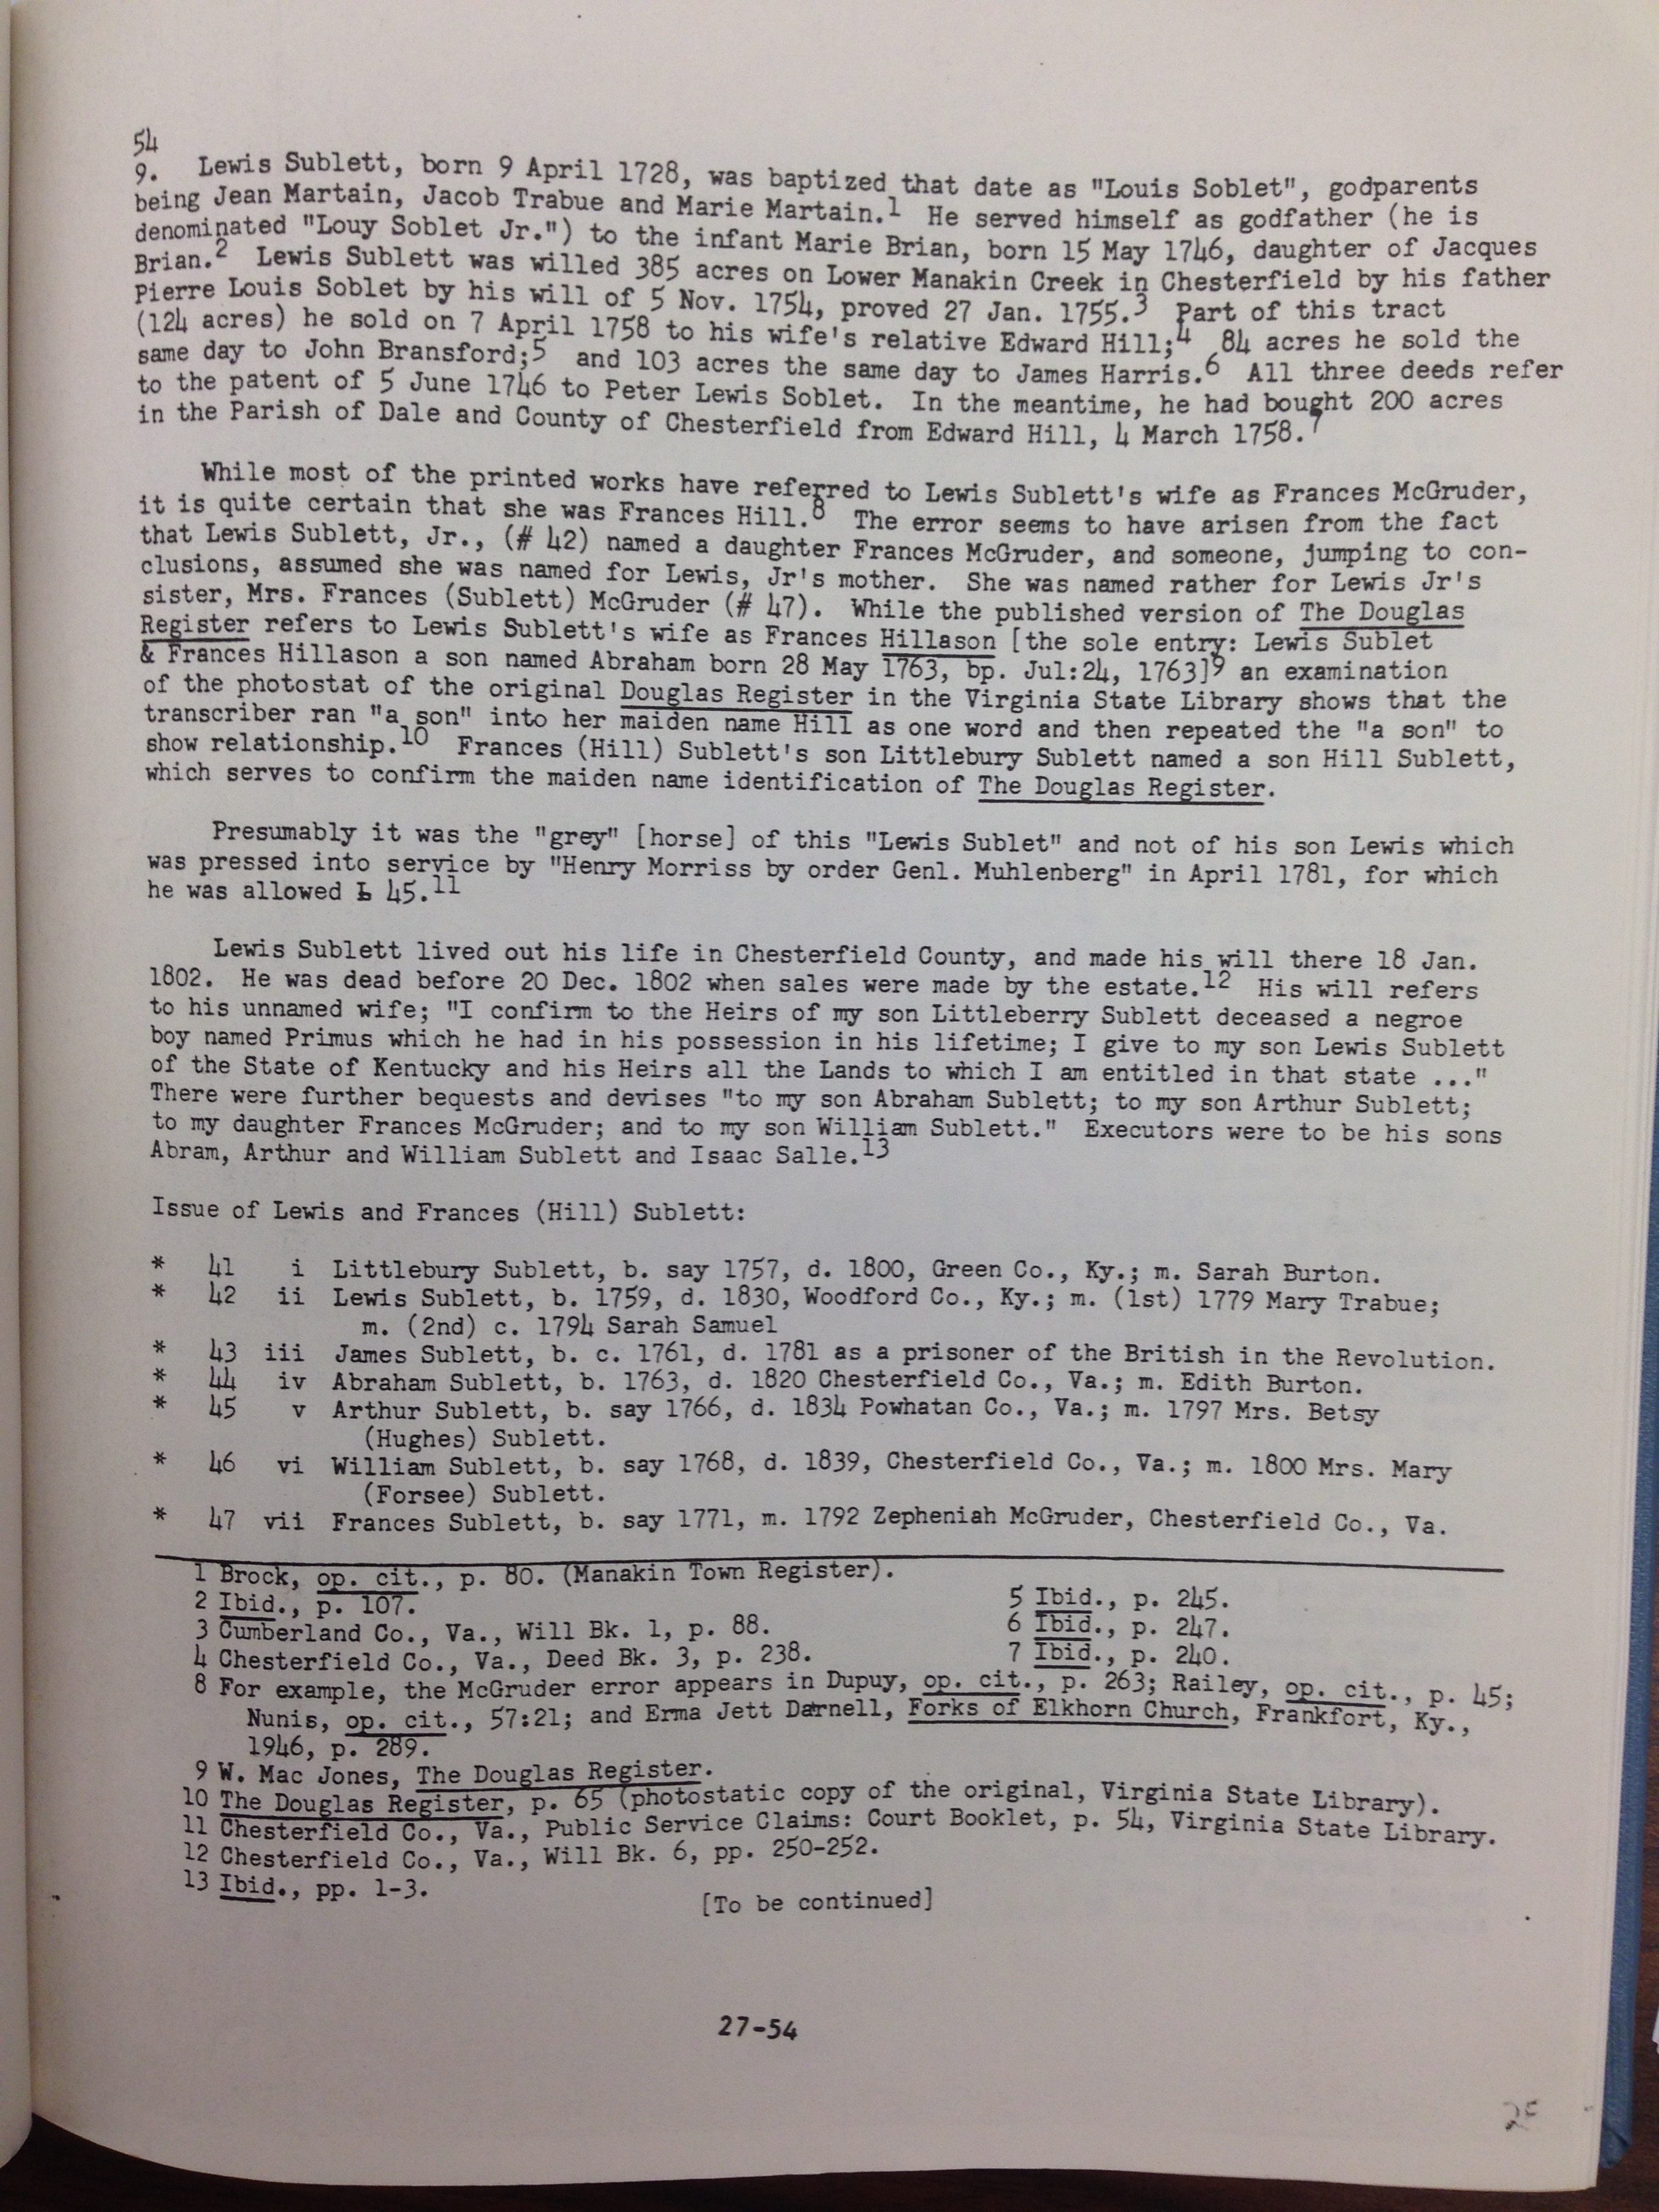 54
9. Lewis Sublett, born 9 April 1728, was baptized that date as "Louis Soblet", godparents
being Jean Martain, Jacob Trabue and Marie Martain.1 He served himself as godfather (he is
denominated "Louy Soblet Jr.") to the infant Marie Brian, born 15 May 1746, daughter of Jacques
Brian.2 Lewis Sublett was willed 385 acres on Lower Manakin Creek in Chesterfield by his father
Pierre Louis Soblet by his will of 5 Nov. 1754, proved 27 Jan. 1755.3 Part of this tract
(124 acres) he sold on 7 April 1758 to his wife's relative Edward Hill;4 84 acres he sold the
same day to John Bransford;5 and 103 acres the same day to James Harris.6 All three deeds refer
to the patent of 5 June 1746 to Peter Lewis Soblet. In the meantime, he had bought 200 acres
in the Parish of Dale and County of Chesterfield from Edward Hill, 4 March 1758.7
While most of the printed works have referred to Lewis Sublett's wife as Frances McGruder,
it is quite certain that she was Frances Hill.8 The error seems to have arisen from the fact
that Lewis Sublett, Jr., (# 42) named a daughter Frances McGruder, and someone, jumping to con-
clusions, assumed she was named for Lewis, Jr's mother. She was named rather for Lewis Jr's
sister, Mrs. Frances (Sublett) McGruder (# 47). While the published version of The Douglas
Register refers to Lewis Sublett's wife as Frances Hillason [the sole entry: Lewis Sublet
& Frances Hillason a son named Abraham born 28 May 1763, bp. Jul:24, 1763]9 an examination
of the photostat of the original Douglas Register in the Virginia State Library shows that the
transcriber ran "a son" into her maiden name Hill as one word and then repeated the "a son" to
show relationship.10 Frances (Hill) Sublett's son Littlebury Sublett named a son Hill Sublett,
which serves to confirm the maiden name identification of The Douglas Register.
Presumably it was the "grey" [horse] of this "Lewis Sublet" and not of his son Lewis which
was pressed into service by "Henry Morriss by order Genl. Muhlenberg" in April 1781, for which
he was allowed Ł 45.11
Lewis Sublett lived out his life in Chesterfield County, and made his will there 18 Jan.
1802. He was dead before 20 Dec. 1802 when sales were made by the estate.12 His will refers
to his unnamed wife; "I confirm to the Heirs of my son Littleberry Sublett deceased a negroe
boy named Primus which he had in his possession in his lifetime; I give to my son Lewis Sublett
of the State of Kentucky and his Heirs all the Lands to which I am entitled in that state ..."
There were further bequests and devises "to my son Abraham Sublett; to my son Arthur Sublett;
to my daughter Frances McGruder; and to my son William Sublett." Executors were to be his sons
Abram, Arthur and William Sublett and Isaac Salle.13
Issue of Lewis and Frances (Hill) Sublett:
* 41 i Littlebury Sublett, b. say 1757, d. 1800, Green Co., Ky.; m. Sarah Burton.
* 42 ii Lewis Sublett, b. 1759, d. 1830, Woodford Co., Ky.; m. (1st) 1779 Mary Trabue;
m. (2nd) c. 1794 Sarah Samuel
* 43 iii James Sublett, b. c. 1761, d. 1781 as a prisoner of the British in the Revolution.
* 44 iv Abraham Sublett, b. 1763, d. 1820 Chesterfield Co., Va.; m. Edith Burton.
* 45 v Arthur Sublett, b. say 1766, d. 1834 Powhatan Co., Va.; m. 1797 Mrs. Betsy
(Hughes) Sublett.
* 46 vi William Sublett, b. say 1768, d. 1839, Chesterfield Co., Va.; m. 1800 Mrs. Mary
(Forsee) Sublett.
* 47 vii Frances Sublett, b. say 1771, m. 1792 Zepheniah McGruder, Chesterfield Co., Va.
1 Brock, op. cit., p. 80. (Manakin Town Register).
2 Ibid., p. 107.
3 Cumberland Co., Va., Will Bk. 1, p. 88.
4 Chesterfield Co., Va., Deed Bk. 3, p. 238.
5 Ibid., p. 245.
6 Ibid., p. 247.
7 Ibid., p. 240.
8 For example, the McGruder error appears in Dupuy, op. cit., p. 263; Railey, op. cit., p. 45;
Nunis, op. cit., 57:21; and Erma Jett Darnell, Forks of Elkhorn Church, Frankfort, Ky.,
1946, p. 289.
9 W. Mac Jones, The Douglas Register.
10 The Douglas Register, p. 65 (photostatic copy of the original, Virginia State Library).
11 Chesterfield Co., Va., Public Service Claims: Court Booklet, p. 54, Virginia State Library.
12 Chesterfield Co., Va., Will Bk. 6, pp. 250-252.
13 Ibid., pp. 1-3.
[To be continued]
27-54